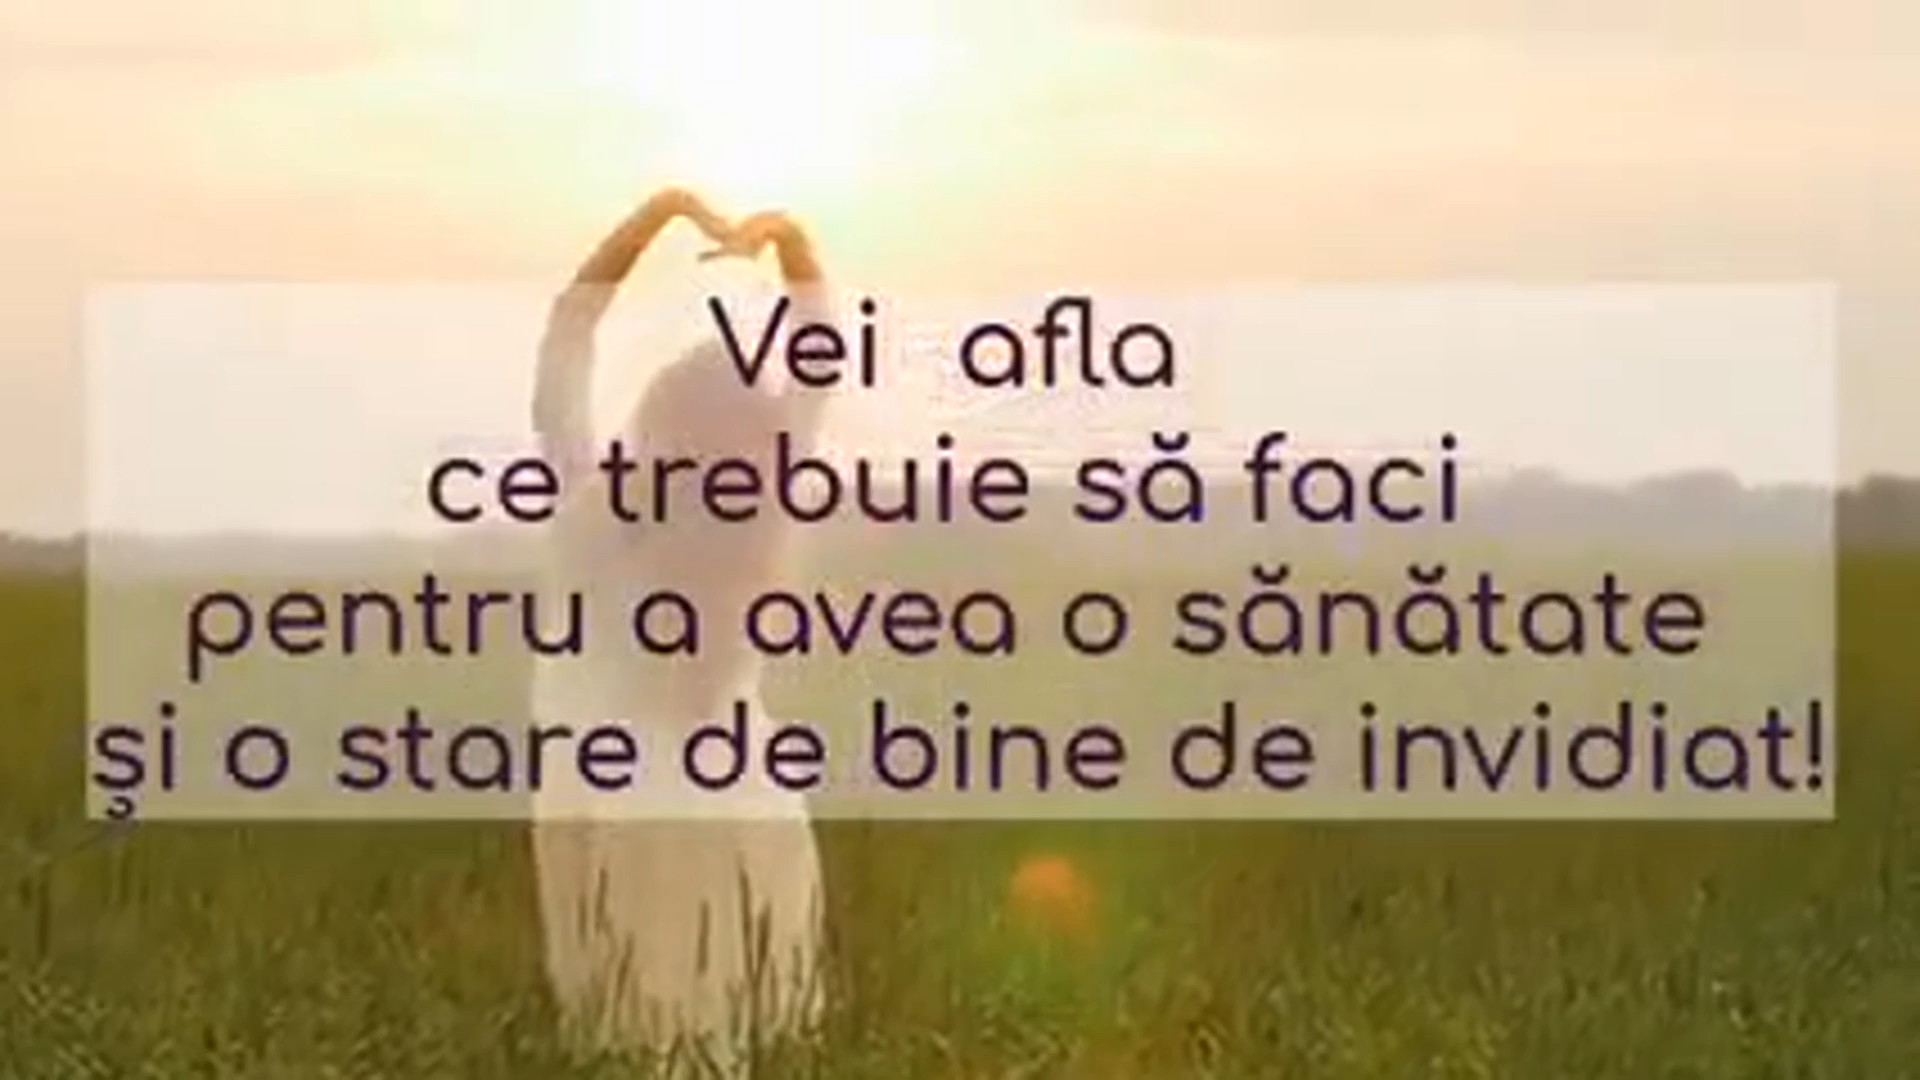 Vei afla
ce trebuie să faci
pentru a avea o sănătate
și o stare de bine de invidiat!